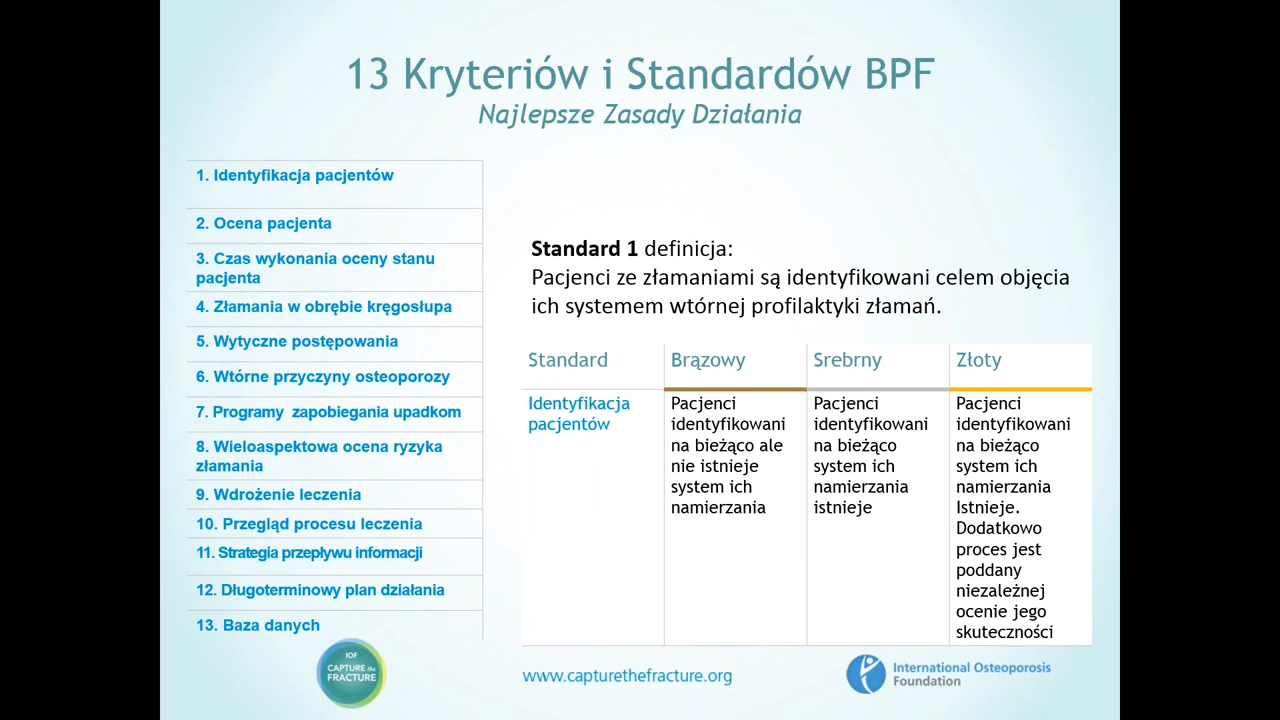 13 Kryteriów i Standardów BPF
Najlepsze Zasady Działania
1. Identyfikacja pacjentów
2. Ocena pacjenta
3. Czas wykonania oceny stanu
pacjenta
4. Złamania w obrębie kręgosłupa
5. Wytyczne postępowania
6. Wtórne przyczyny osteoporozy
7. Programy zapobiegania upadkom
8. Wieloaspektowa ocena ryzyka
złamania
9. Wdrożenie leczenia
10. Przegląd procesu leczenia
11. Strategia przepływu informacji
12. Długoterminowy plan działania
13. Baza danych
Standard 1 definicja:
Pacjenci ze złamaniami są identyfikowani celem objęcia
ich systemem wtórnej profilaktyki złamań.
Standard
Brązowy
Srebrny
Złoty
Identyfikacja
pacjentów
Pacjenci
identyfikowani
na bieżąco ale
nie istnieje
system ich
namierzania
Pacjenci
identyfikowani
na bieżąco
system ich
namierzania
istnieje
Pacjenci
identyfikowani
na bieżąco
system ich
namierzania
Istnieje.
Dodatkowo
proces jest
poddany
niezależnej
ocenie jego
skuteczności
IOF
CAPTURE the
FRACTURE
www.capturethefracture.org
International Osteoporosis
Foundation